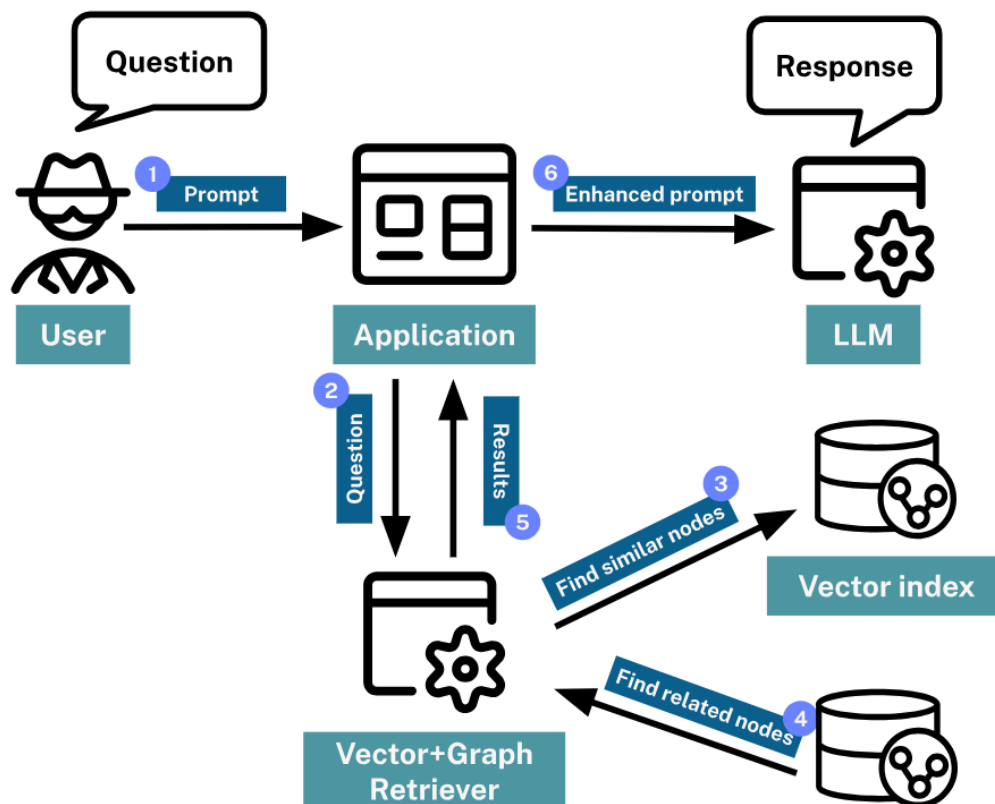 Question
Response
1
Prompt
6
Enhanced prompt
User
Application
LLM
2
Question
Results
5
3
Find similar nodes
Vector index
Find related nodes
4
Vector+Graph
Retriever